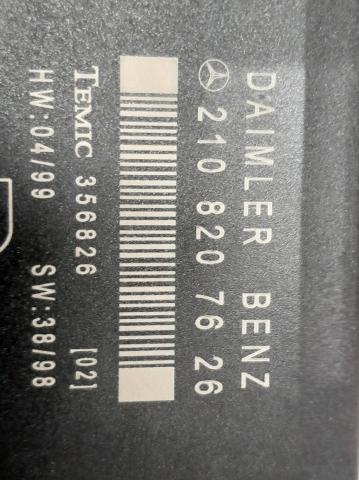 DAIMLER BENZ
210 820 76 26
TEMIC 356826 [02]
HW:04/99 SW:38/98